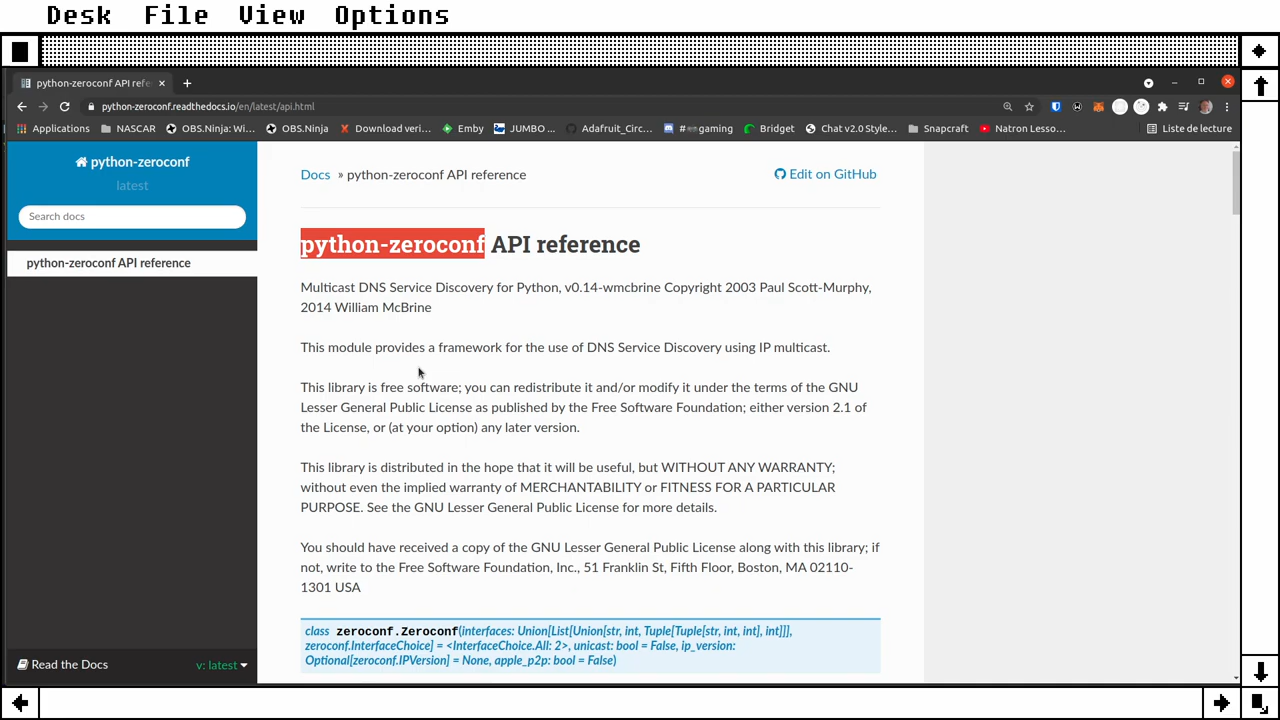 Desk File View Options
python-zeroconf API refe
python-zeroconf.readthedocs.io/en/latest/api.html
Applications NASCAR OBS.Ninja: Wi... OBS.Ninja Download veri... Emby JUMBO ... Adafruit_Circ... gaming Bridget Chat v2.0 Style... Snapcraft Natron Lesso... Liste de lecture
python-zeroconf
latest
Search docs
python-zeroconf API reference
Docs » python-zeroconf API reference Edit on GitHub
python-zeroconf API reference
Multicast DNS Service Discovery for Python, v0.14-wmcbrine Copyright 2003 Paul Scott-Murphy,
2014 William McBrine
This module provides a framework for the use of DNS Service Discovery using IP multicast.
This library is free software; you can redistribute it and/or modify it under the terms of the GNU
Lesser General Public License as published by the Free Software Foundation; either version 2.1 of
the License, or (at your option) any later version.
This library is distributed in the hope that it will be useful, but WITHOUT ANY WARRANTY;
without even the implied warranty of MERCHANTABILITY or FITNESS FOR A PARTICULAR
PURPOSE. See the GNU Lesser General Public License for more details.
You should have received a copy of the GNU Lesser General Public License along with this library; if
not, write to the Free Software Foundation, Inc., 51 Franklin St, Fifth Floor, Boston, MA 02110-
1301 USA
class zeroconf.Zeroconf(interfaces: Union[List[Union[str, int, Tuple[Tuple[str, int, int], int]]],
zeroconf.InterfaceChoice] = <InterfaceChoice.All: 2>, unicast: bool = False, ip_version:
Optional[zeroconf.IPVersion] = None, apple_p2p: bool = False)
Read the Docs v: latest